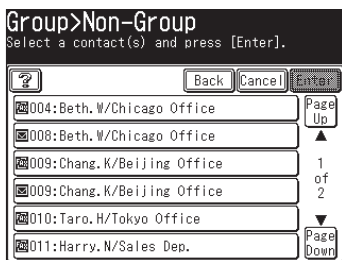 Group>Non-Group
Select a contact(s) and press [Enter].
? Back Cancel Enter
004:Beth.W/Chicago Office
008:Beth.W/Chicago Office
009:Chang.K/Beijing Office
009:Chang.K/Beijing Office
010:Taro.H/Tokyo Office
011:Harry.N/Sales Dep.
Page
Up
1
of
2
Page
Down